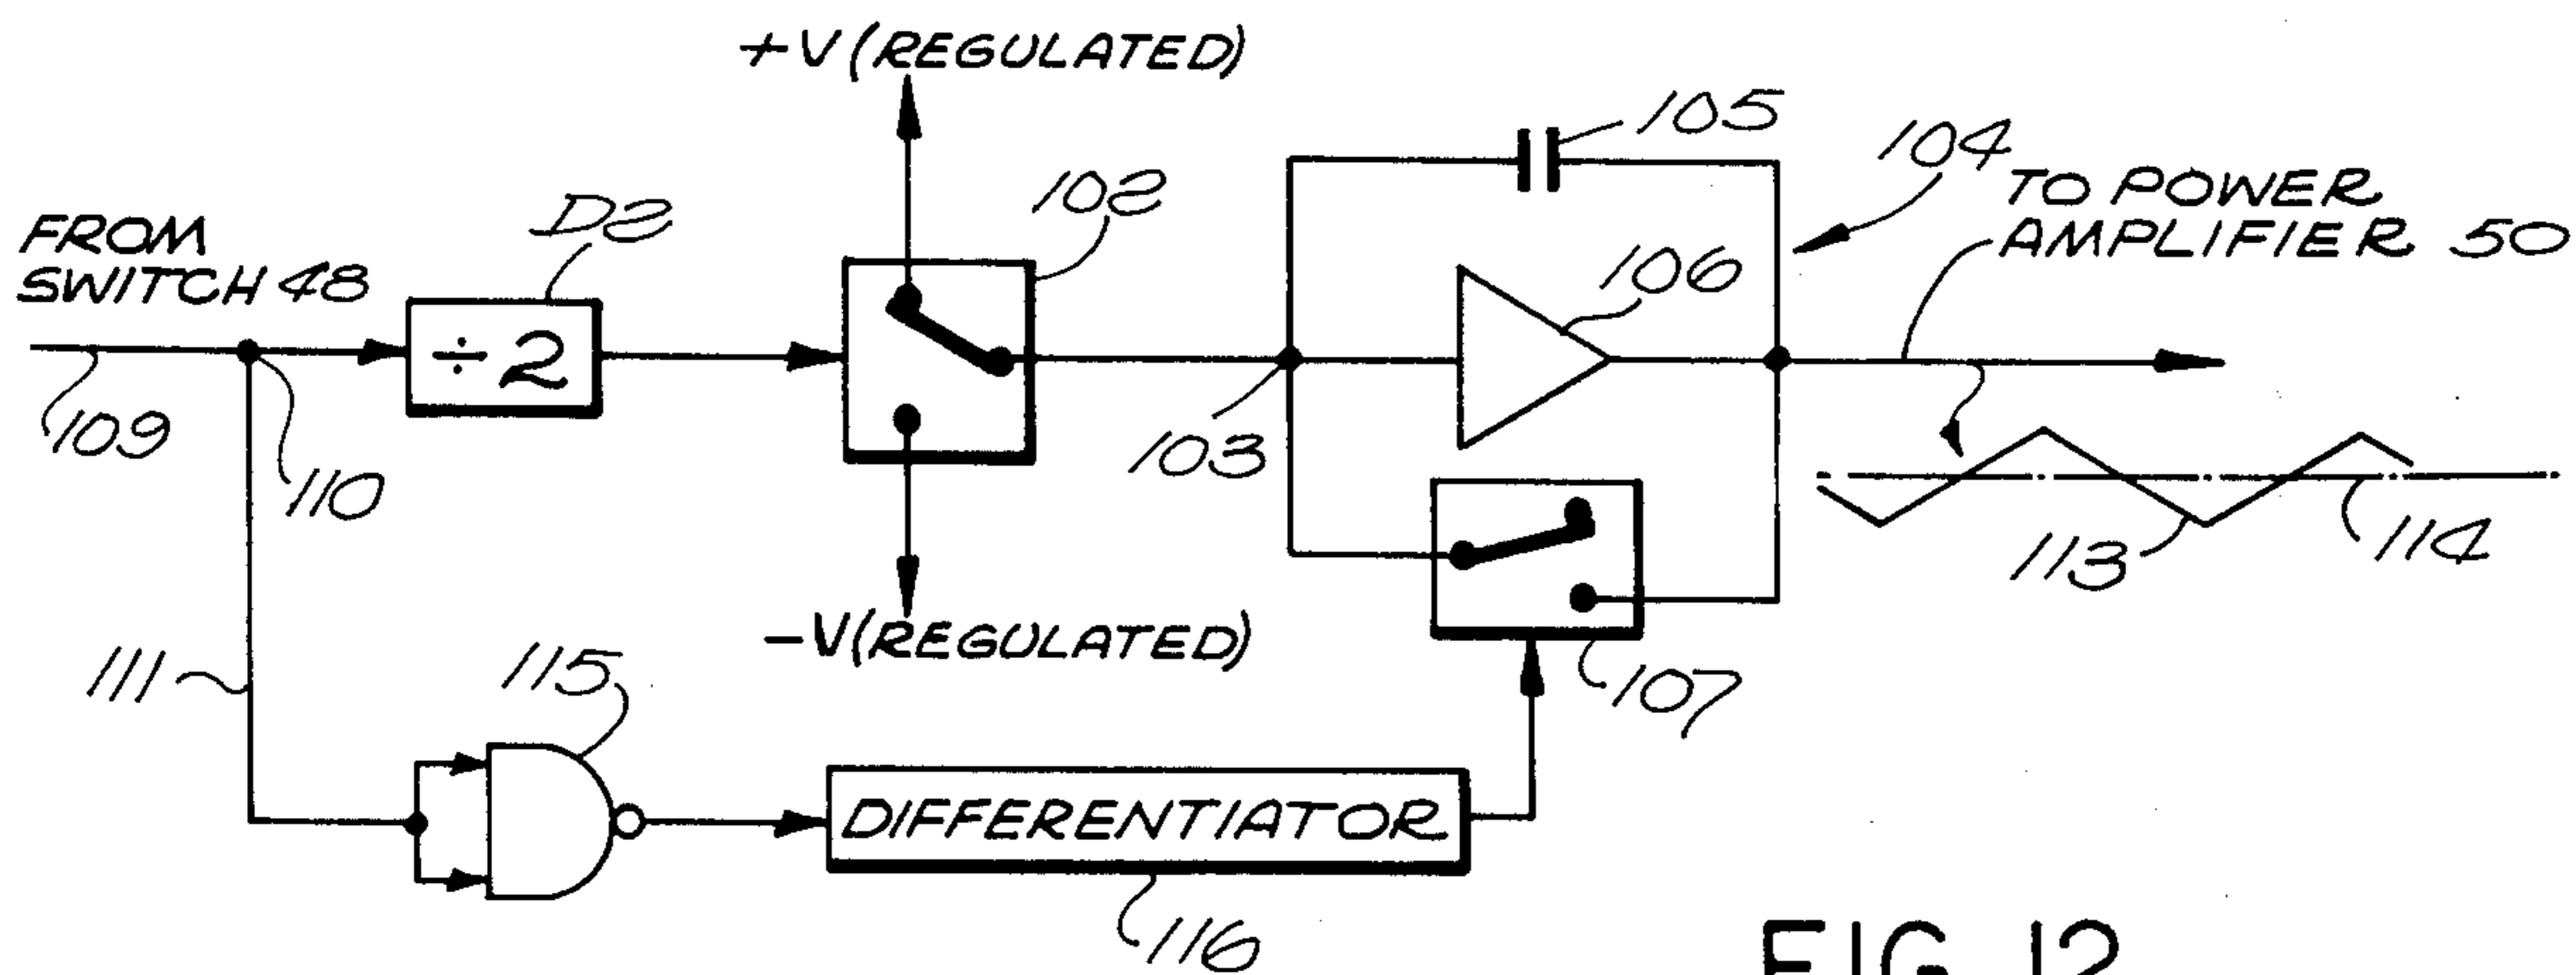 +V (REGULATED)
105
104
102
D2
TO POWER
AMPLIFIER 50
FROM
SWITCH 48
106
÷ 2
109
110
103
113
114
-V (REGULATED)
107
111
115
DIFFERENTIATOR
116
FIG. 12